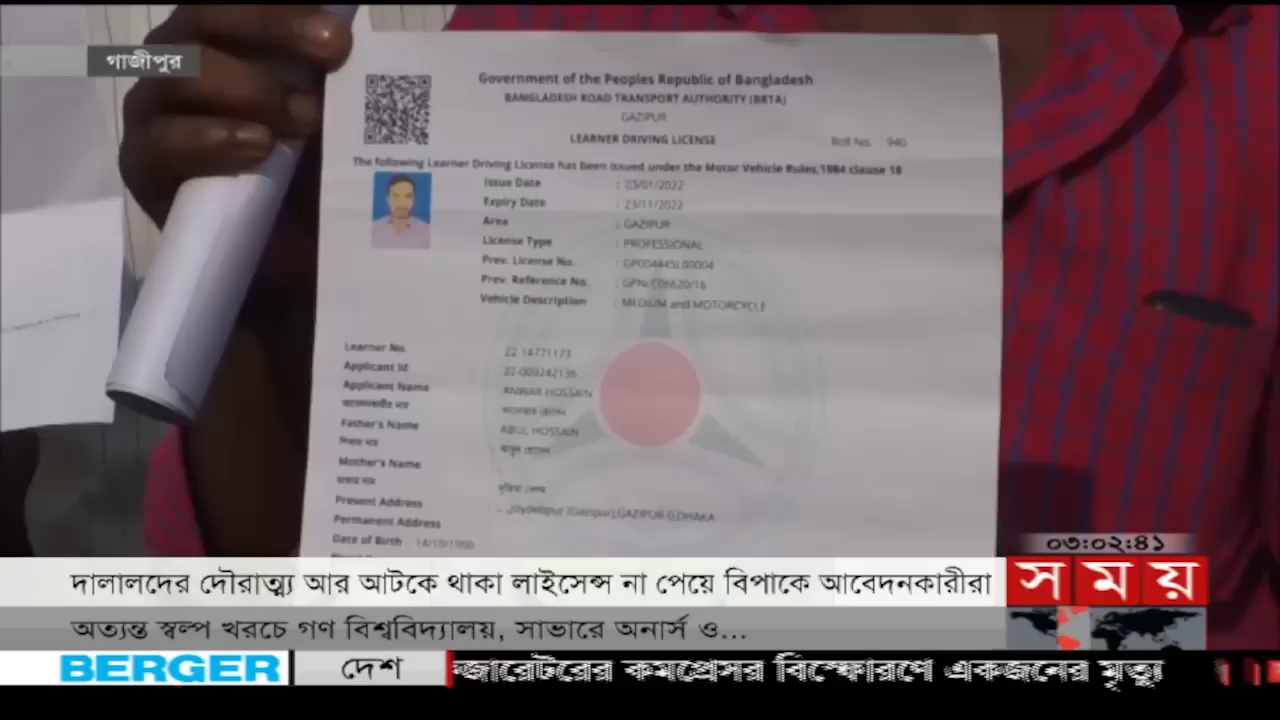 গাজীপুর
Government of the Peoples Republic of Bangladesh
BANGLADESH ROAD TRANSPORT AUTHORITY (BRTA)
GAZIPUR
LEARNER DRIVING LICENSE
Roll No. : 940
The following Learner Driving License has been issued under the Motor Vehicle Rules,1984 clause 18
Issue Date : 03/01/2022
Expiry Date : 23/11/2022
Area : GAZIPUR
License Type : PROFESSIONAL
Prev. License No. :
Prev. Reference No. :
Vehicle Description : MEDIUM and MOTORCYCLE
Learner No. 22-14771173
Applicant Id 22-009242136
Applicant Name ANWAR HOSSAIN
Father's Name ABUL HOSSAIN
Mother's Name
Present Address
Permanent Address
Date of Birth
০৩:০২:৪১
দালালদের দৌরাত্ম্য আর আটকে থাকা লাইসেন্স না পেয়ে বিপাকে আবেদনকারীরা
সময়
অত্যন্ত স্বল্প খরচে গণ বিশ্ববিদ্যালয়, সাভারে অনার্স ও...
BERGER
দেশ
জারেটরের কমপ্রেসর বিস্ফোরণে একজনের মৃত্যু